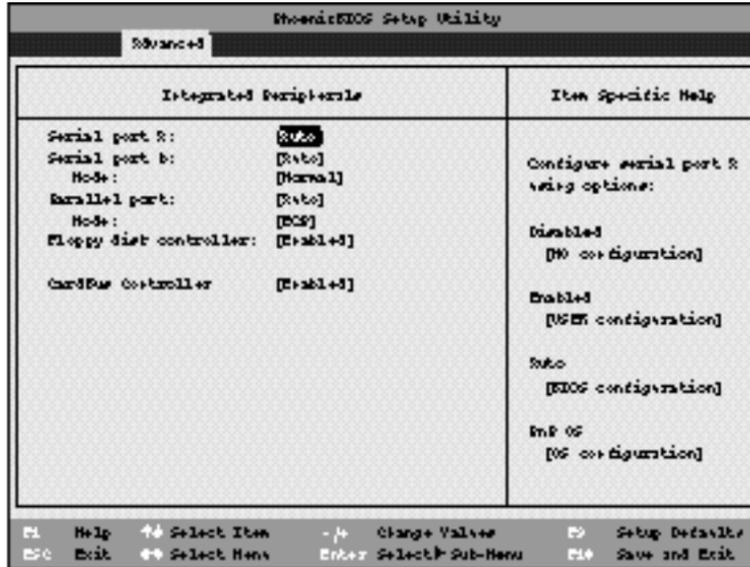 PhoenixBIOS Setup Utility
Advanced
Integrated Peripherals
Item Specific Help
Serial port A: [Auto]
Serial port b: [Auto]
Mode: [Normal]
Parallel port: [Auto]
Mode: [ECP]
Floppy disk controller: [Enabled]
CardBus Controller [Enabled]
Configure serial port A
using options:
Disabled
[NO configuration]
Enabled
[USER configuration]
Auto
[BIOS configuration]
PnP OS
[OS configuration]
F1 Help ↑↓ Select Item -/+ Change Values F9 Setup Defaults
ESC Exit ←→ Select Menu Enter Select ▶ Sub-Menu F10 Save and Exit